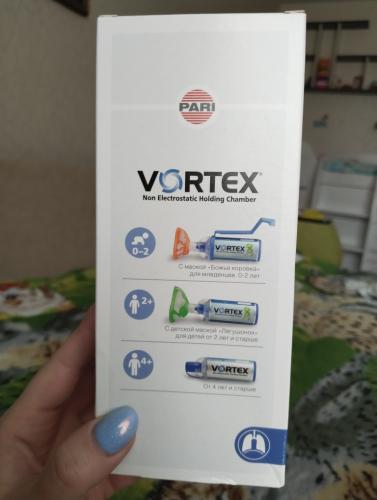 PARI
VORTEX®
Non Electrostatic Holding Chamber
0–2
VORTEX
С маской «Божья коровка»
для младенцев 0-2 лет
2+
VORTEX
С детской маской «Лягушонок»
для детей от 2 лет и старше
4+
VORTEX
От 4 лет и старше